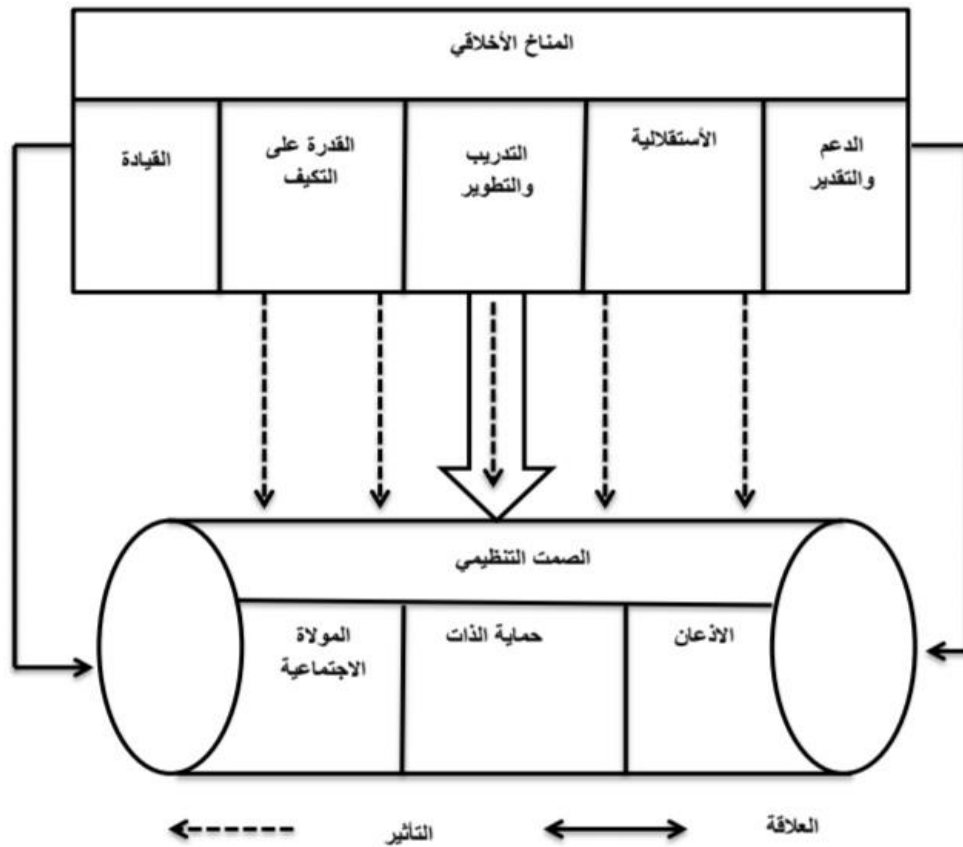 المناخ الأخلاقي
الدعم
والتقدير
الأستقلالية
التدريب
والتطوير
القدرة على
التكيف
القيادة
الصمت التنظيمي
الاذعان
حماية الذات
المولاة
الاجتماعية
العلاقة
التأثير